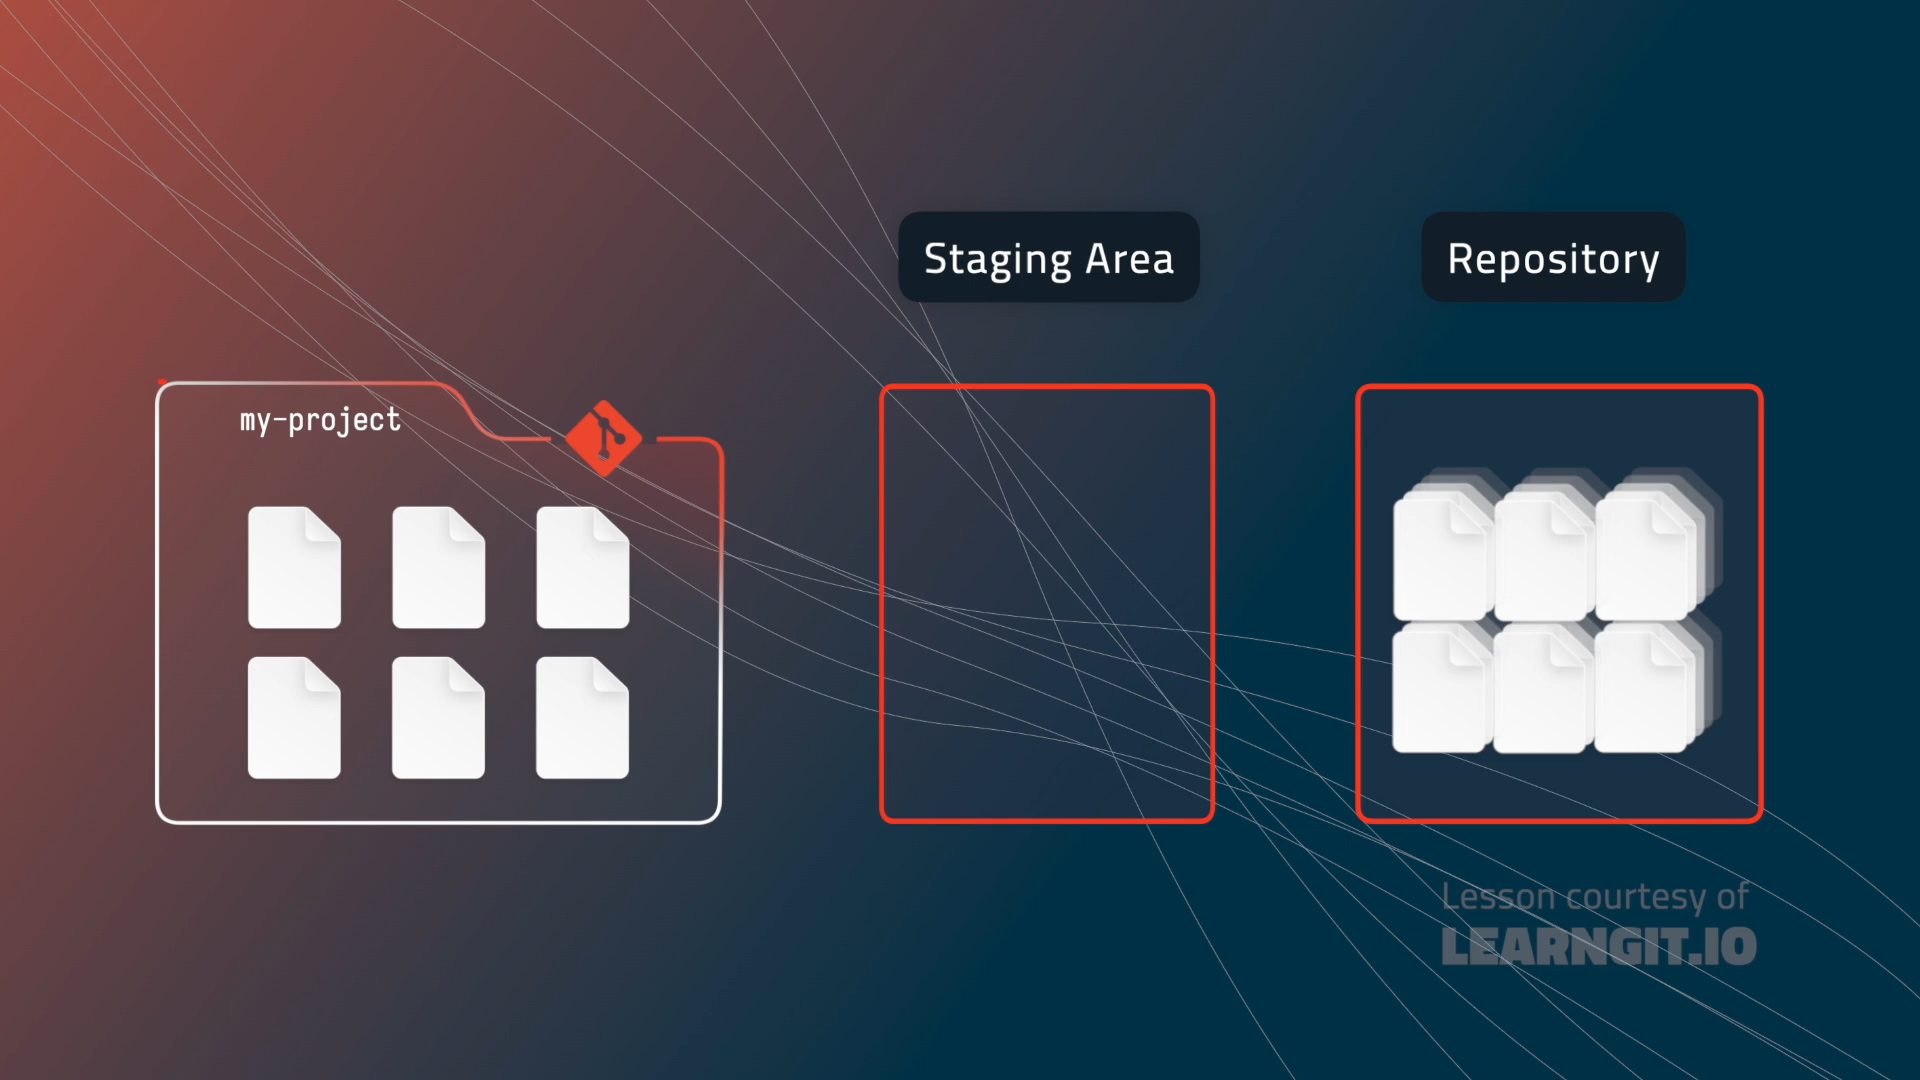 Staging Area
Repository
my-project
Lesson courtesy of
LEARNGIT.IO